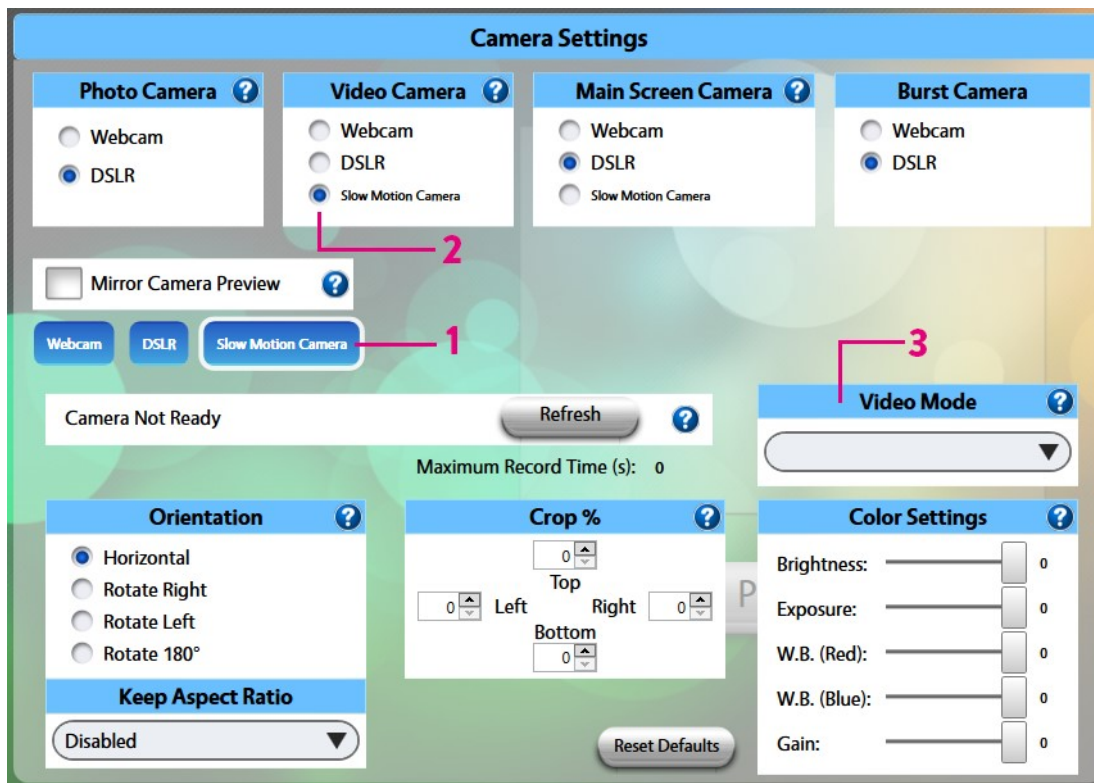 Camera Settings
Photo Camera ?
Webcam
DSLR
Video Camera ?
Webcam
DSLR
Slow Motion Camera
Main Screen Camera ?
Webcam
DSLR
Slow Motion Camera
Burst Camera
Webcam
DSLR
2
Mirror Camera Preview ?
Webcam DSLR Slow Motion Camera 1
3
Camera Not Ready Refresh ?
Maximum Record Time (s): 0
Video Mode ?
Orientation ?
Horizontal
Rotate Right
Rotate Left
Rotate 180°
Keep Aspect Ratio
Disabled
Crop % ?
0
Top
0 Left Right 0
Bottom
0
P
Reset Defaults
Color Settings ?
Brightness: 0
Exposure: 0
W.B. (Red): 0
W.B. (Blue): 0
Gain: 0